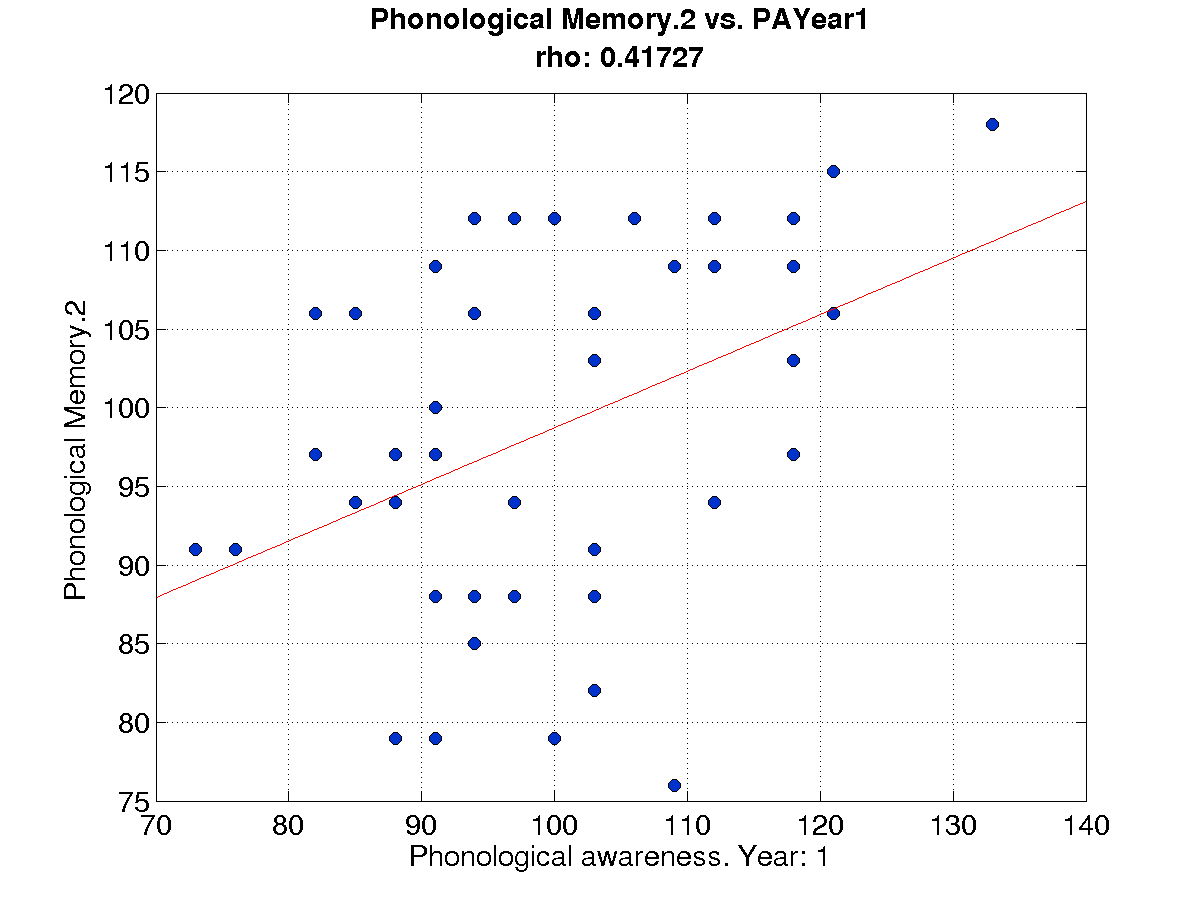 Phonological Memory.2 vs. PAYear1
rho: 0.41727
120
115
110
105
100
95
90
85
80
75
Phonological Memory.2
70 80 90 100 110 120 130 140
Phonological awareness. Year: 1